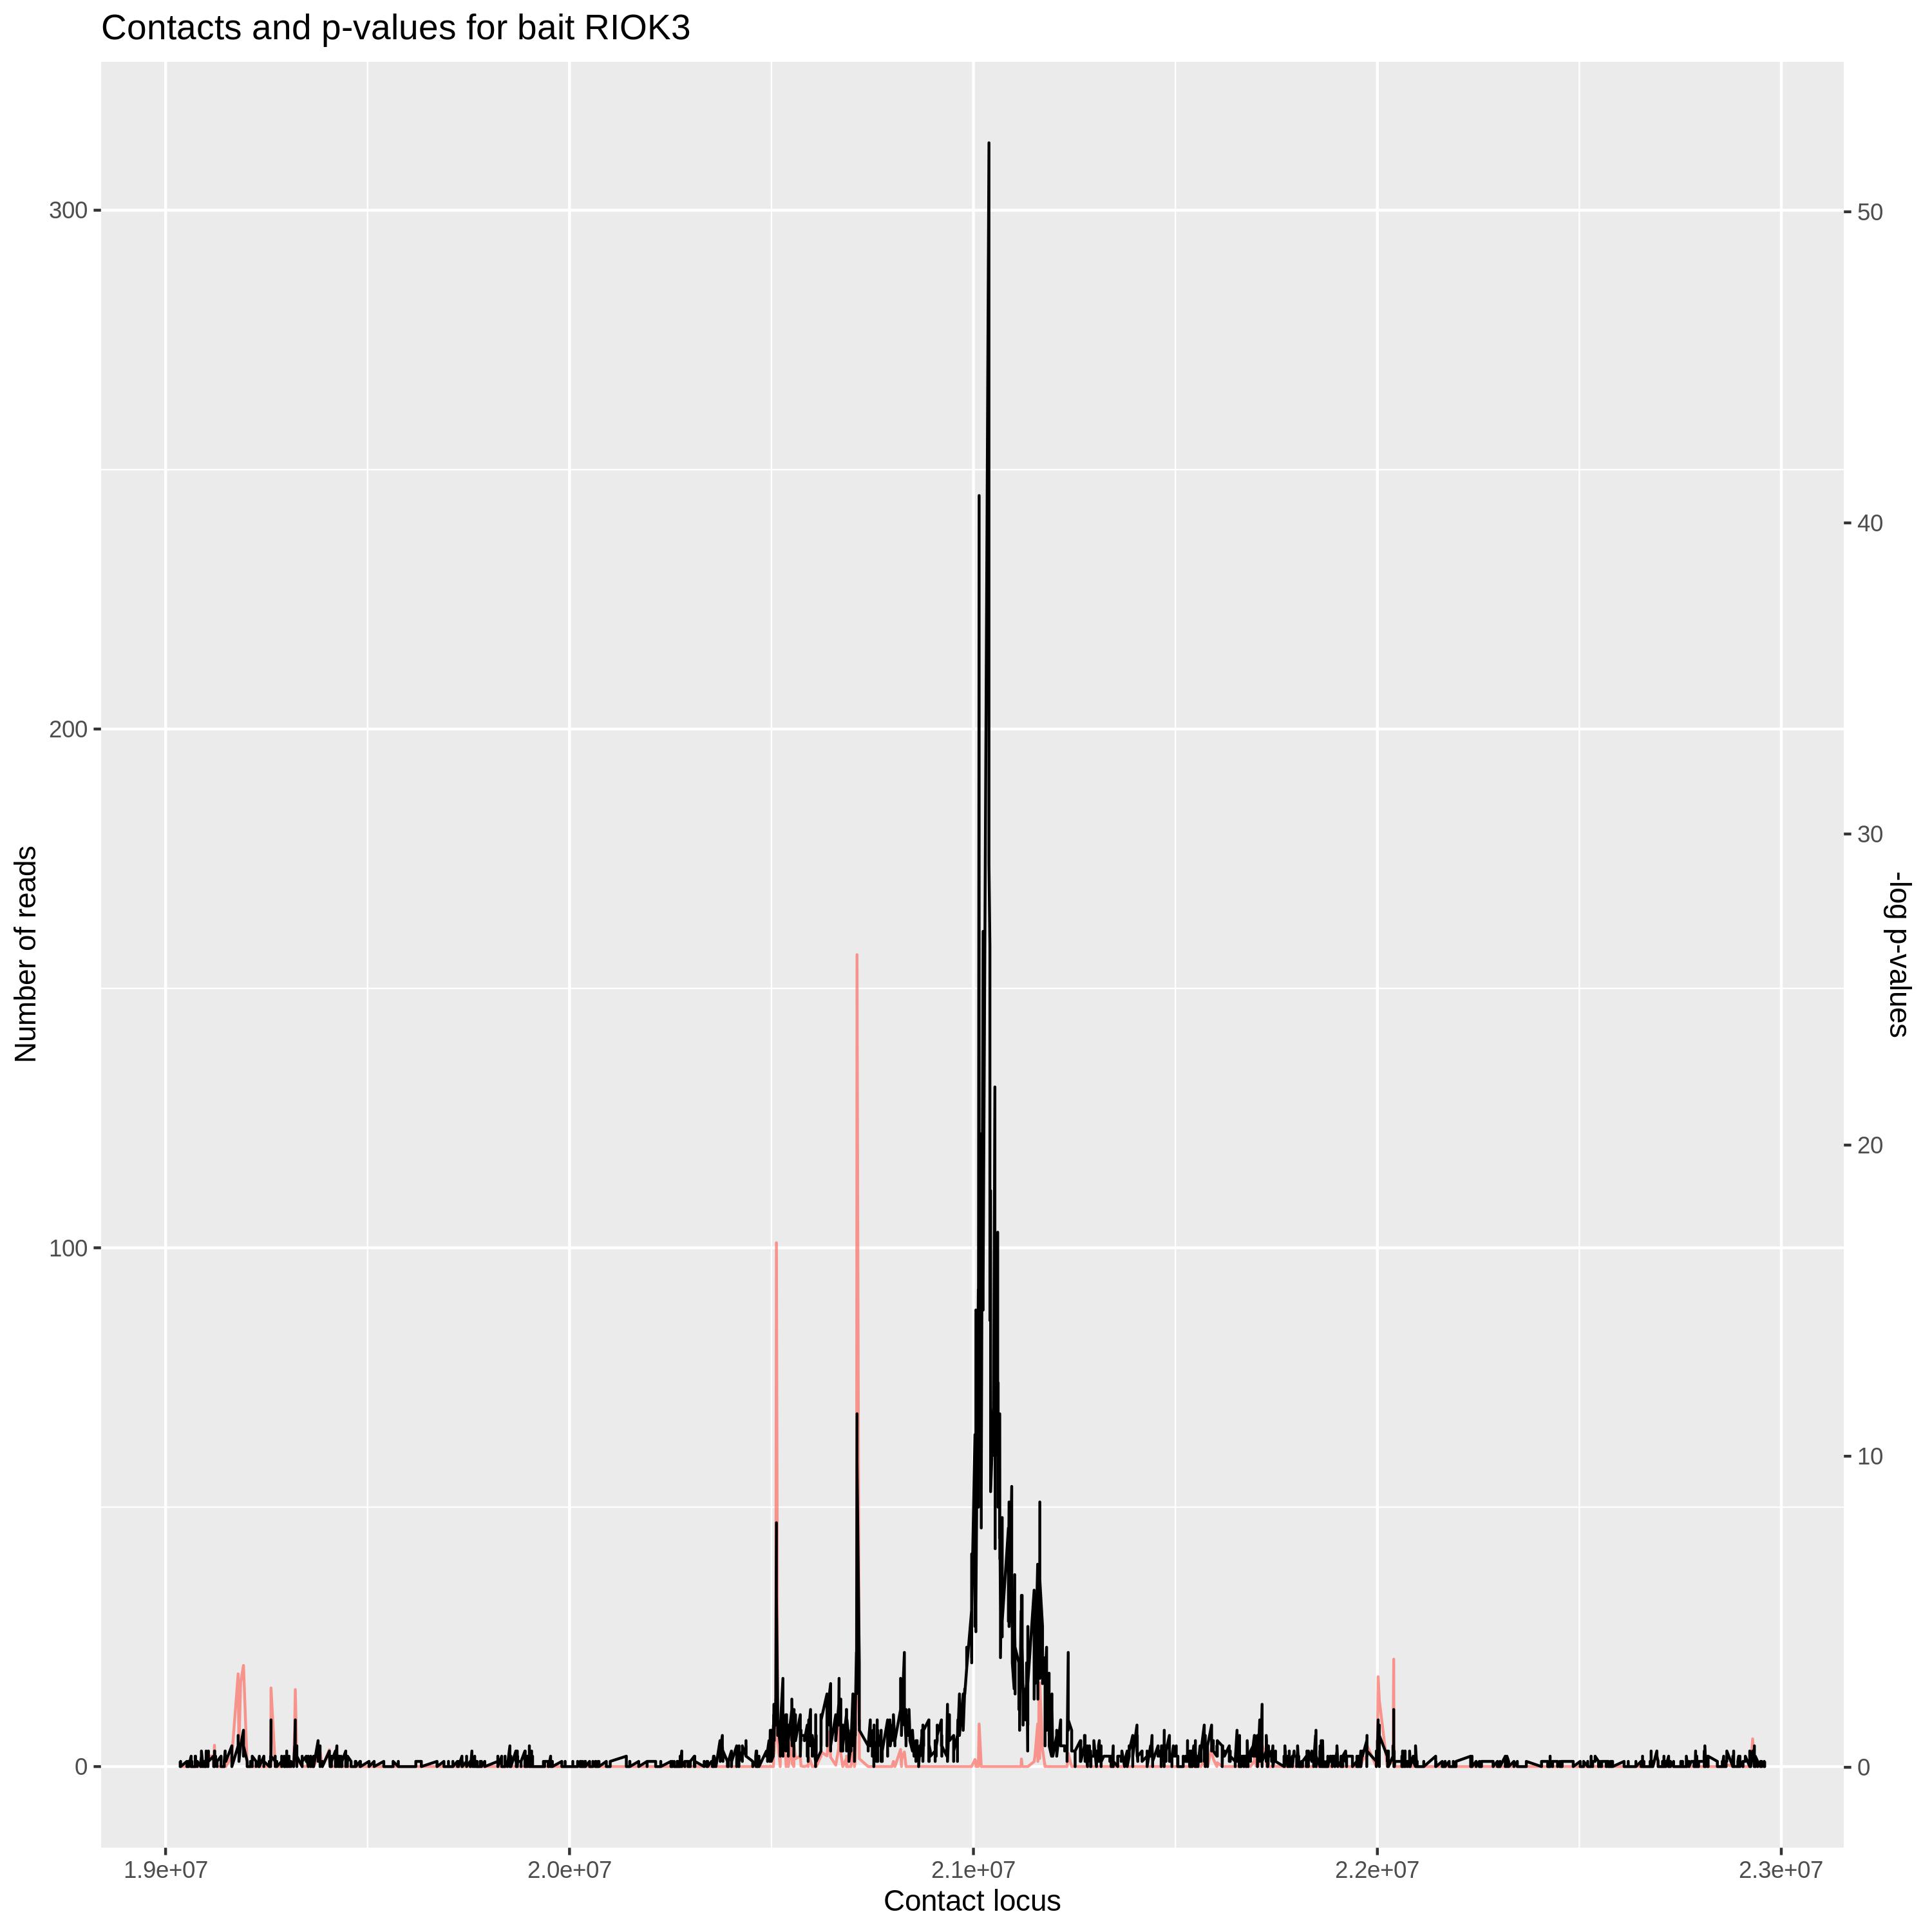 Contacts and p-values for bait RIOK3
300
200
100
0
Number of reads
50
40
30
20
10
0
-log p-values
1.9e+07 2.0e+07 2.1e+07 2.2e+07 2.3e+07
Contact locus